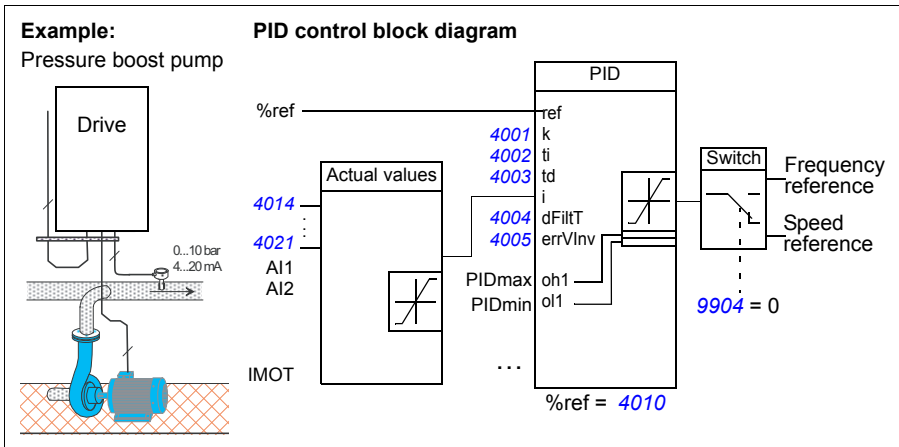 Example:
Pressure boost pump
Drive
0...10 bar
4...20 mA
PID control block diagram
%ref
Actual values
4014
4021
AI1
AI2
IMOT
PID
ref
4001 k
4002 ti
4003 td
i
4004 dFiltT
4005 errVInv
PIDmax oh1
PIDmin ol1
...
%ref = 4010
Switch
Frequency
reference
Speed
reference
9904 = 0